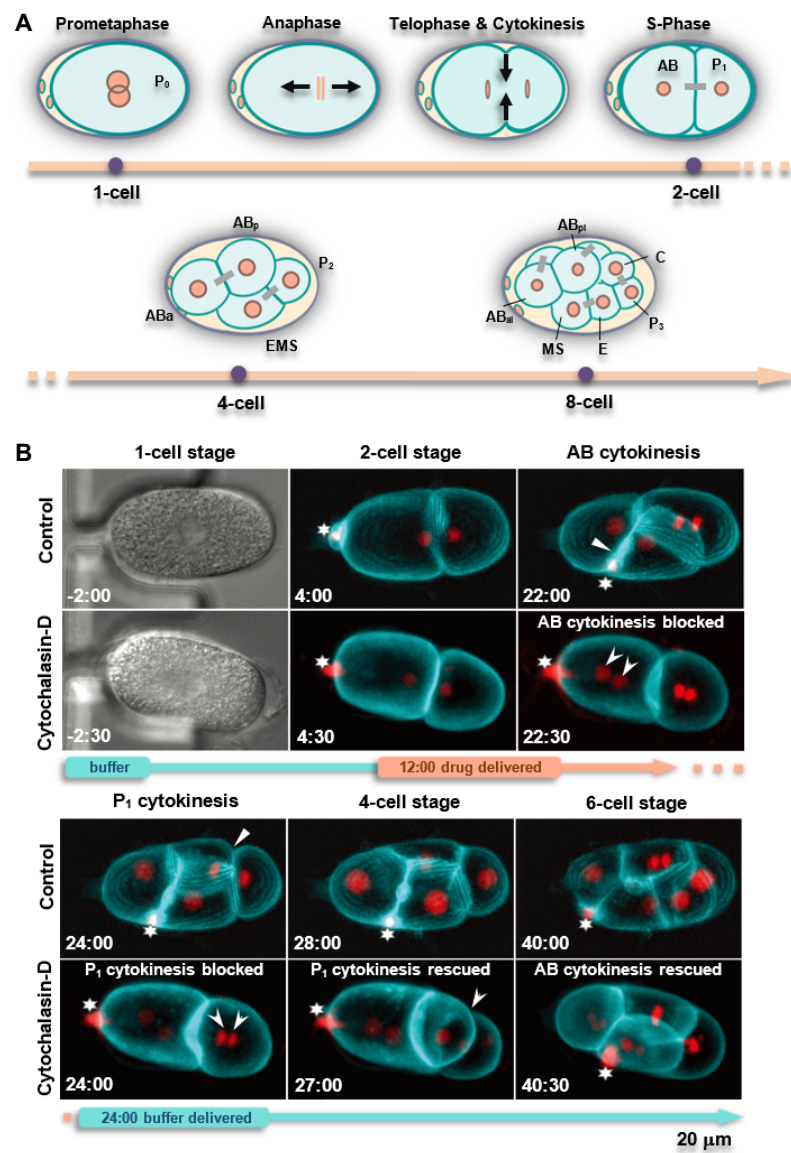 A
Prometaphase
Anaphase
Telophase & Cytokinesis
S-Phase
P₀
AB
P₁
1-cell
2-cell
ABp
P₂
ABa
EMS
ABpl
C
ABal
MS
E
P₃
4-cell
8-cell
B
1-cell stage
2-cell stage
AB cytokinesis
Control
-2:00
4:00
22:00
Cytochalasin-D
AB cytokinesis blocked
-2:30
4:30
22:30
buffer
12:00 drug delivered
P₁ cytokinesis
4-cell stage
6-cell stage
Control
24:00
28:00
40:00
Cytochalasin-D
P₁ cytokinesis blocked
P₁ cytokinesis rescued
AB cytokinesis rescued
24:00
27:00
40:30
24:00 buffer delivered
20 µm